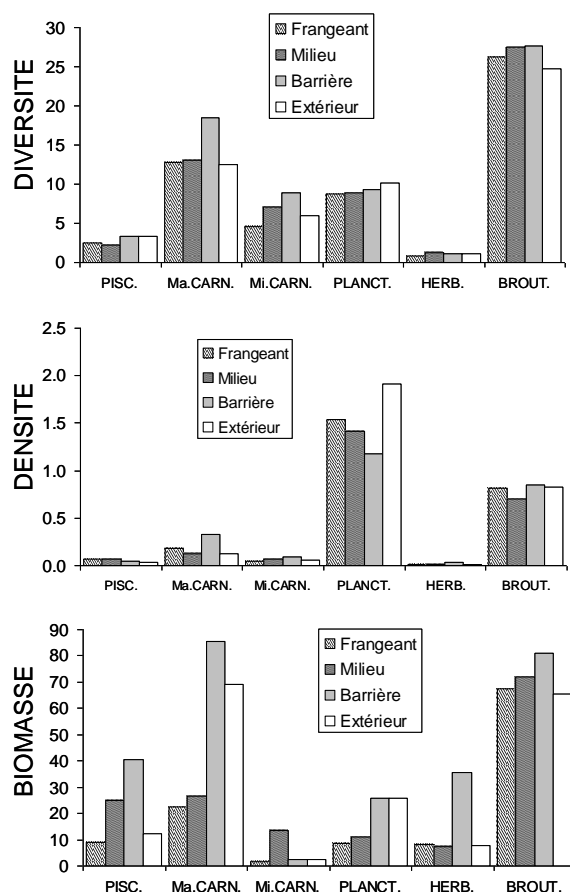 DIVERSITE
30
25
20
15
10
5
0
Frangeant
Milieu
Barrière
Extérieur
PISC. Ma.CARN. Mi.CARN. PLANCT. HERB. BROUT.
DENSITE
2.5
2.0
1.5
1.0
0.5
0.0
Frangeant
Milieu
Barrière
Extérieur
PISC. Ma.CARN. Mi.CARN. PLANCT. HERB. BROUT.
BIOMASSE
90
80
70
60
50
40
30
20
10
0
Frangeant
Milieu
Barrière
Extérieur
PISC. Ma.CARN. Mi.CARN. PLANCT. HERB. BROUT.